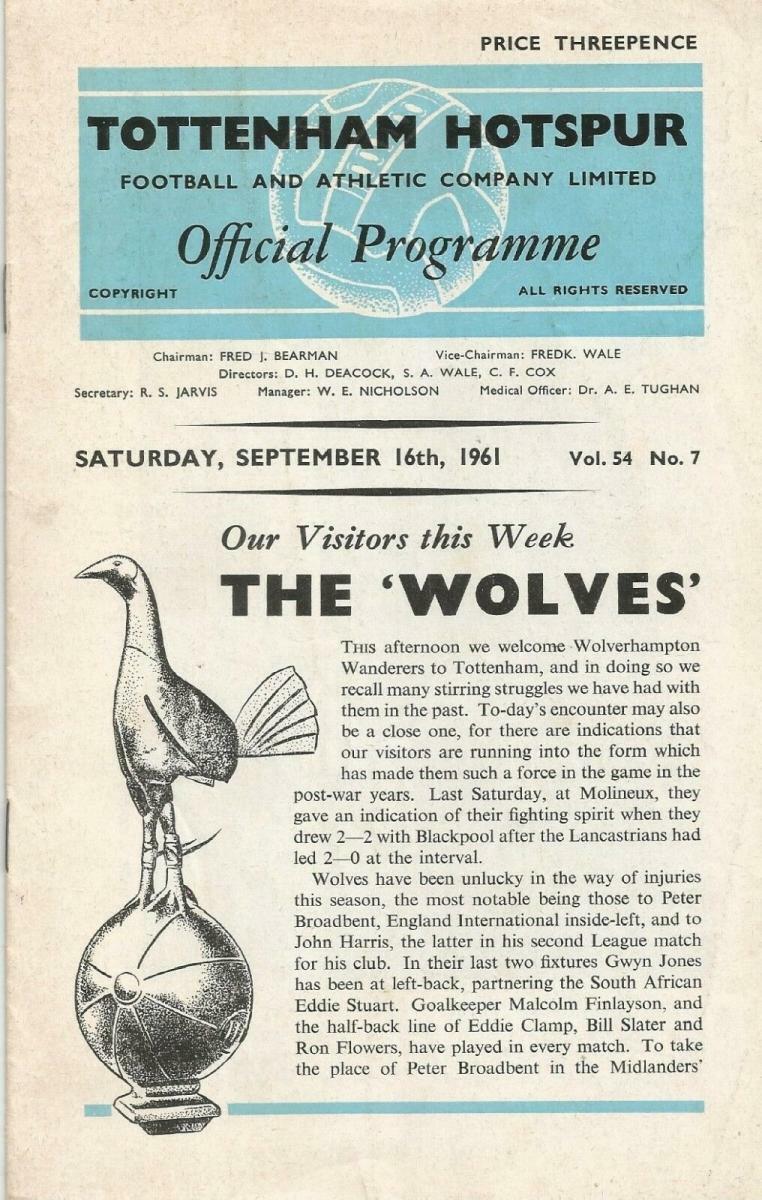 PRICE THREEPENCE
TOTTENHAM HOTSPUR
FOOTBALL AND ATHLETIC COMPANY LIMITED
Official Programme
COPYRIGHT ALL RIGHTS RESERVED
Chairman: FRED J. BEARMAN Vice-Chairman: FREDK. WALE
Directors: D. H. DEACOCK, S. A. WALE, C. F. COX
Secretary: R. S. JARVIS Manager: W. E. NICHOLSON Medical Officer: Dr. A. E. TUGHAN
SATURDAY, SEPTEMBER 16th, 1961 Vol. 54 No. 7
Our Visitors this Week
THE ‘WOLVES’
THIS afternoon we welcome Wolverhampton
Wanderers to Tottenham, and in doing so we
recall many stirring struggles we have had with
them in the past. To-day's encounter may also
be a close one, for there are indications that
our visitors are running into the form which
has made them such a force in the game in the
post-war years. Last Saturday, at Molineux, they
gave an indication of their fighting spirit when they
drew 2—2 with Blackpool after the Lancastrians had
led 2—0 at the interval.
Wolves have been unlucky in the way of injuries
this season, the most notable being those to Peter
Broadbent, England International inside-left, and to
John Harris, the latter in his second League match
for his club. In their last two fixtures Gwyn Jones
has been at left-back, partnering the South African
Eddie Stuart. Goalkeeper Malcolm Finlayson, and
the half-back line of Eddie Clamp, Bill Slater and
Ron Flowers, have played in every match. To take
the place of Peter Broadbent in the Midlanders'